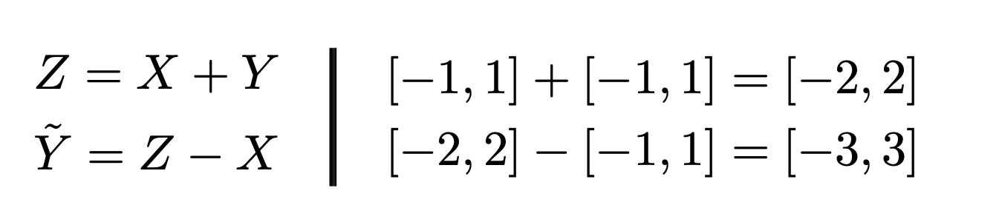 Z = X + Y
Ỹ = Z − X
[−1, 1] + [−1, 1] = [−2, 2]
[−2, 2] − [−1, 1] = [−3, 3]